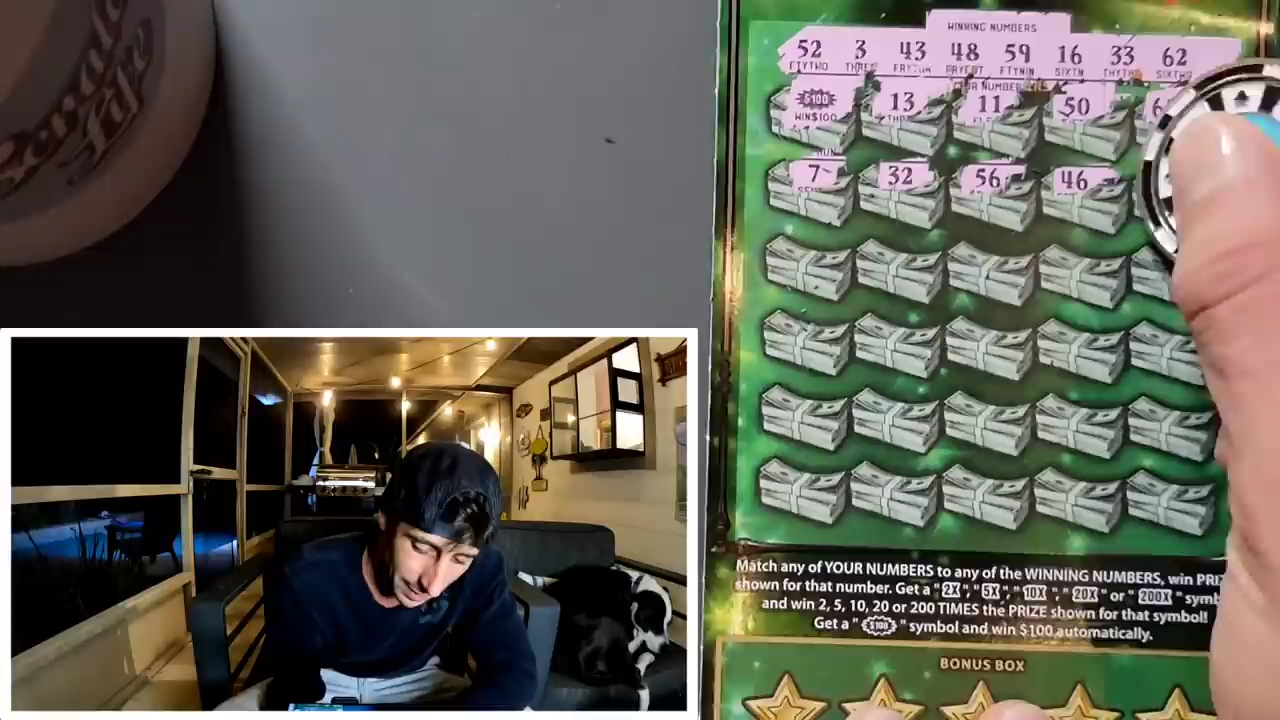 WINNING NUMBERS
52 3 43 48 59 16 33 62
FTYTWO
$100 13 11 50
WIN$100
7 32 56 46
Match any of YOUR NUMBERS to any of the WINNING NUMBERS, win
shown for that number. Get a "2X", "5X", "10X", "20X" or "200X"
and win 2, 5, 10, 20 or 200 TIMES the PRIZE shown for that symbol!
Get a "$100" symbol and win $100 automatically.
BONUS BOX